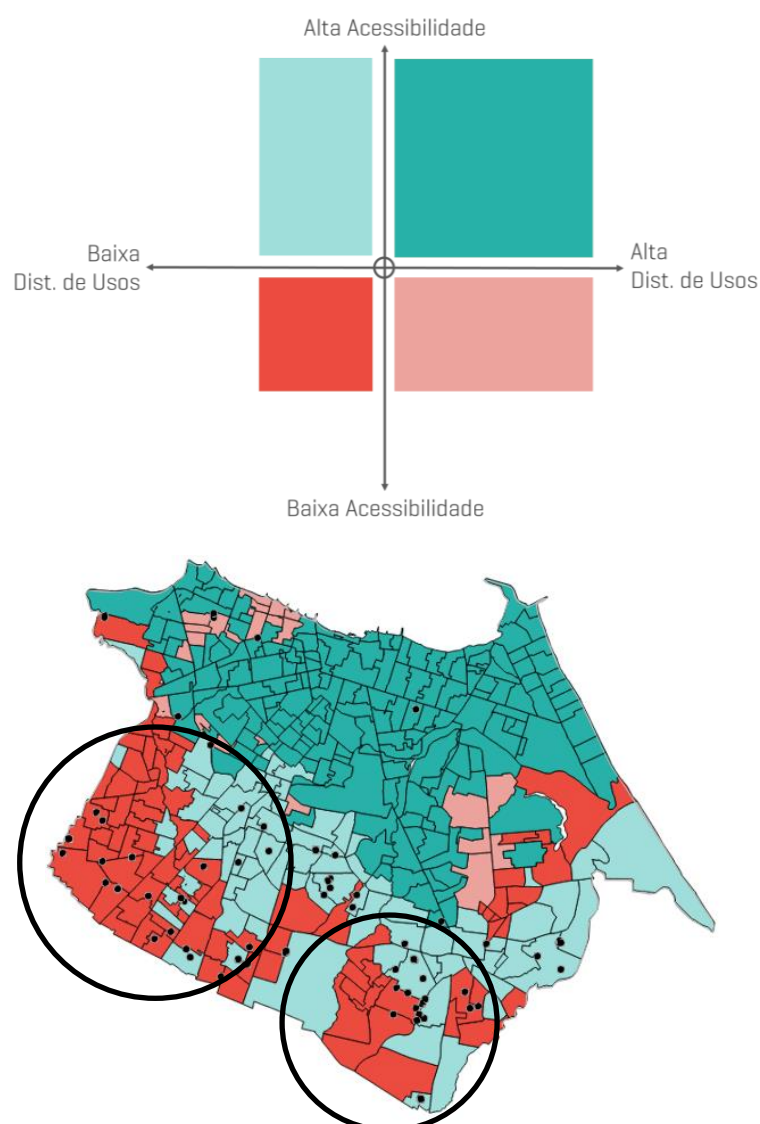 Alta Acessibilidade
Baixa
Dist. de Usos
Alta
Dist. de Usos
Baixa Acessibilidade